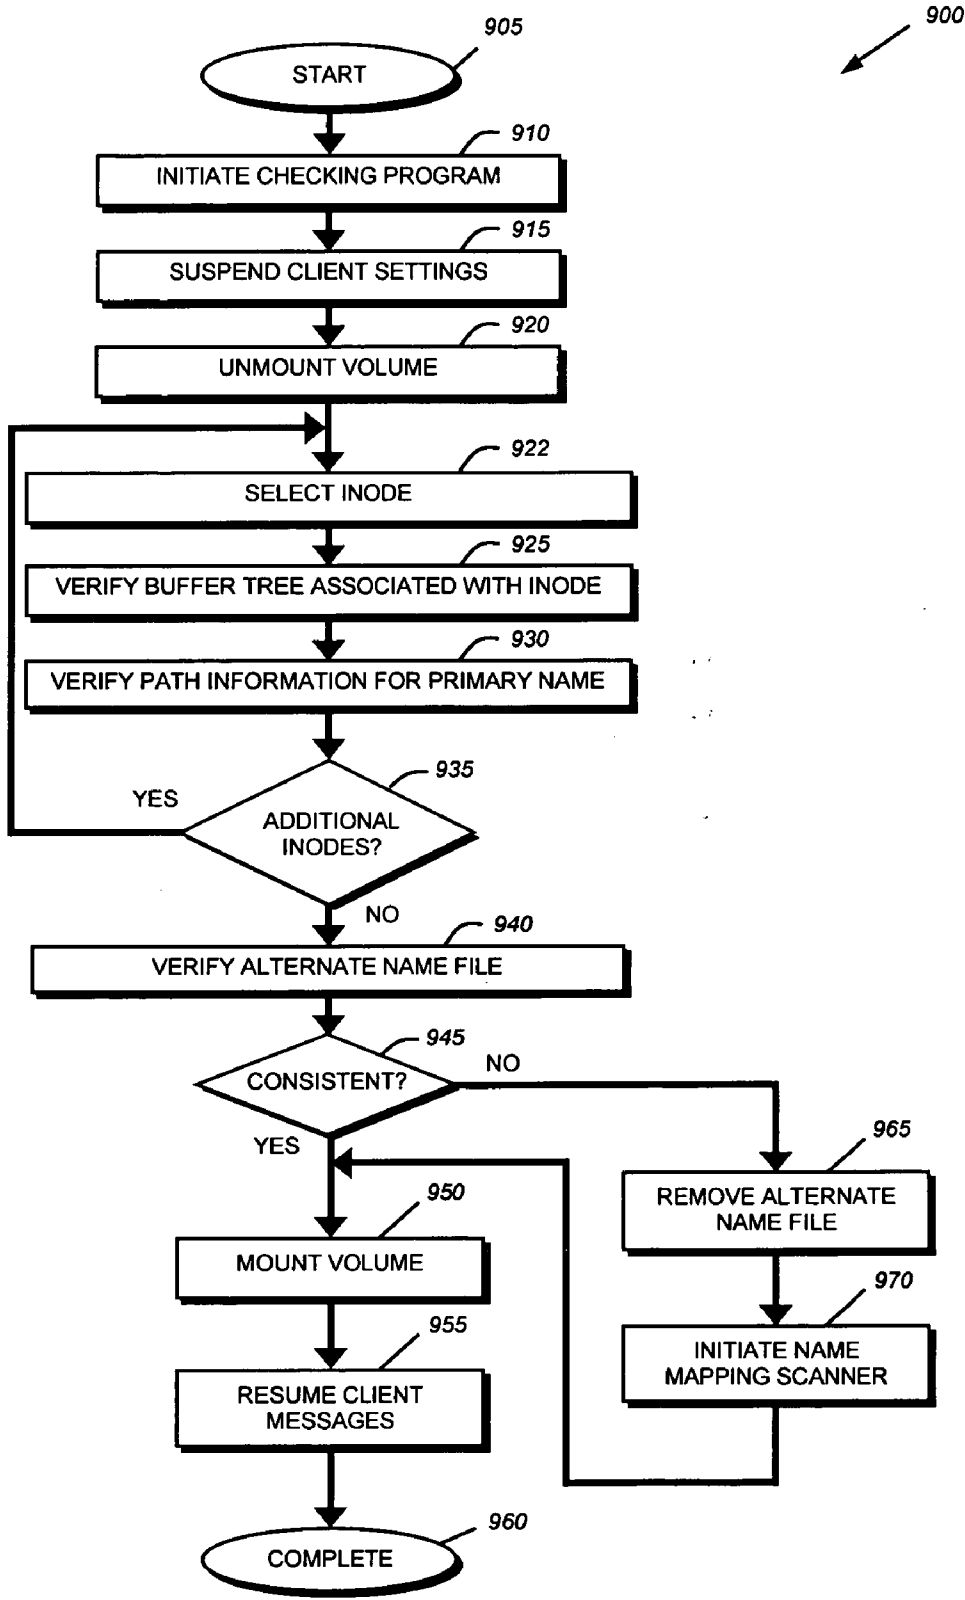 900
905
START
910
INITIATE CHECKING PROGRAM
915
SUSPEND CLIENT SETTINGS
920
UNMOUNT VOLUME
922
SELECT INODE
925
VERIFY BUFFER TREE ASSOCIATED WITH INODE
930
VERIFY PATH INFORMATION FOR PRIMARY NAME
935
YES
ADDITIONAL
INODES?
NO
940
VERIFY ALTERNATE NAME FILE
945
CONSISTENT?
NO
YES
965
REMOVE ALTERNATE
NAME FILE
950
MOUNT VOLUME
970
INITIATE NAME
MAPPING SCANNER
955
RESUME CLIENT
MESSAGES
960
COMPLETE